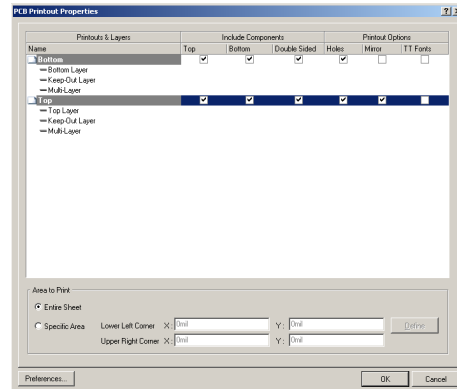 PCB Printout Properties
Printouts & Layers Include Components Printout Options
Name Top Bottom Double Sided Holes Mirror TT Fonts
Bottom
Bottom Layer
Keep-Out Layer
Multi-Layer
Top
Top Layer
Keep-Out Layer
Multi-Layer
Area to Print
Entire Sheet
Specific Area Lower Left Corner X: 0mil Y: 0mil Define
Upper Right Corner X: 0mil Y: 0mil
Preferences... OK Cancel